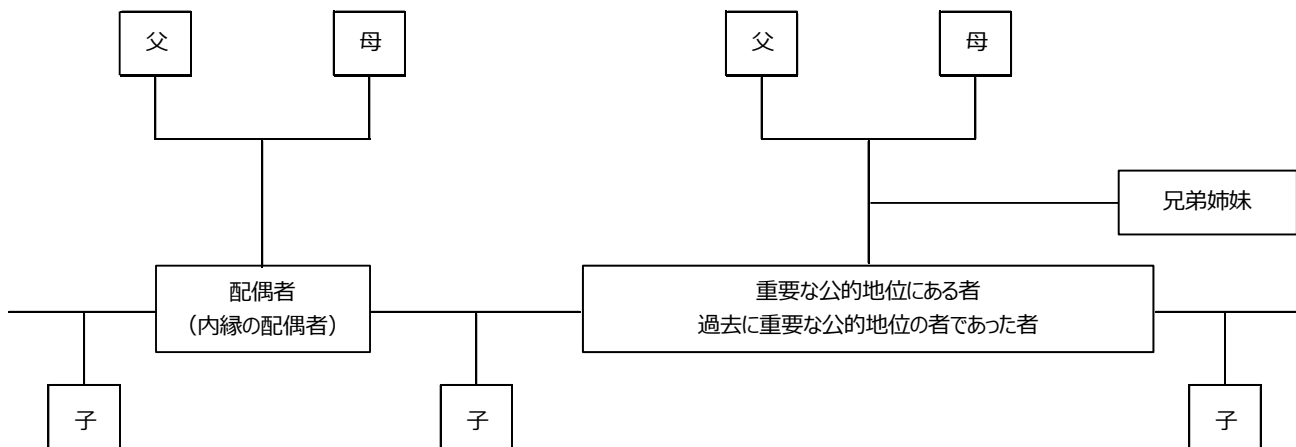 父
母
父
母
兄弟姉妹
配偶者
（内縁の配偶者）
重要な公的地位にある者
過去に重要な公的地位の者であった者
子
子
子